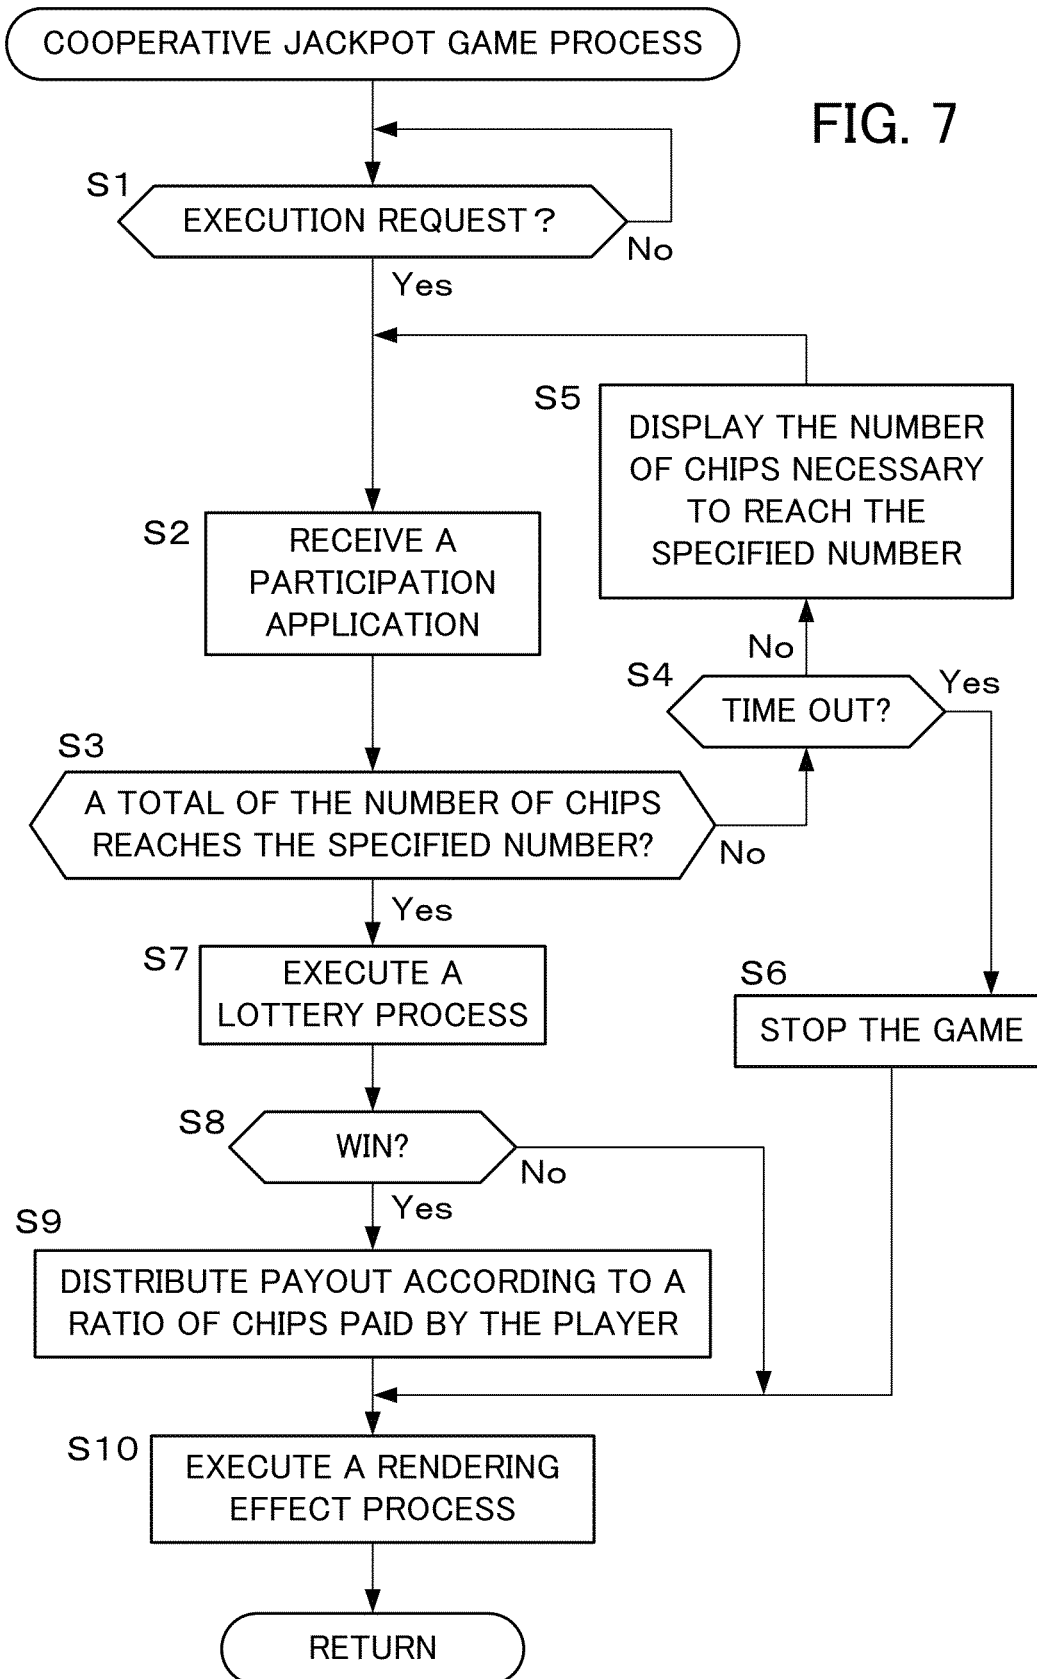 COOPERATIVE JACKPOT GAME PROCESS
FIG. 7
S1
EXECUTION REQUEST?
No
Yes
S5
DISPLAY THE NUMBER
OF CHIPS NECESSARY
TO REACH THE
SPECIFIED NUMBER
S2
RECEIVE A
PARTICIPATION
APPLICATION
No
S4
Yes
TIME OUT?
S3
A TOTAL OF THE NUMBER OF CHIPS
REACHES THE SPECIFIED NUMBER?
No
Yes
S7
EXECUTE A
LOTTERY PROCESS
S6
STOP THE GAME
S8
WIN?
No
Yes
S9
DISTRIBUTE PAYOUT ACCORDING TO A
RATIO OF CHIPS PAID BY THE PLAYER
S10
EXECUTE A RENDERING
EFFECT PROCESS
RETURN